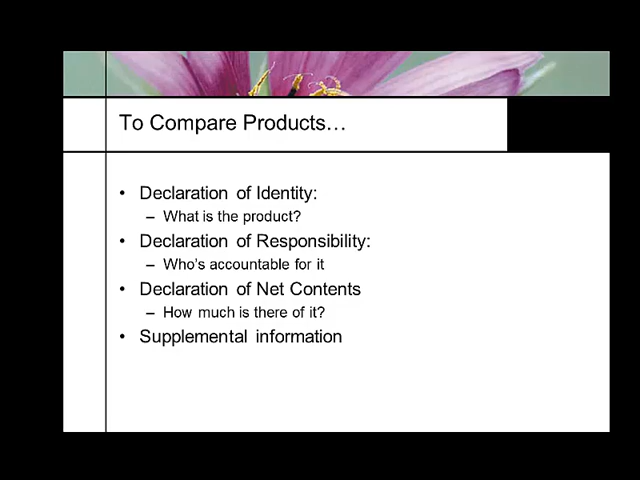 To Compare Products…
• Declaration of Identity:
– What is the product?
• Declaration of Responsibility:
– Who's accountable for it
• Declaration of Net Contents
– How much is there of it?
• Supplemental information